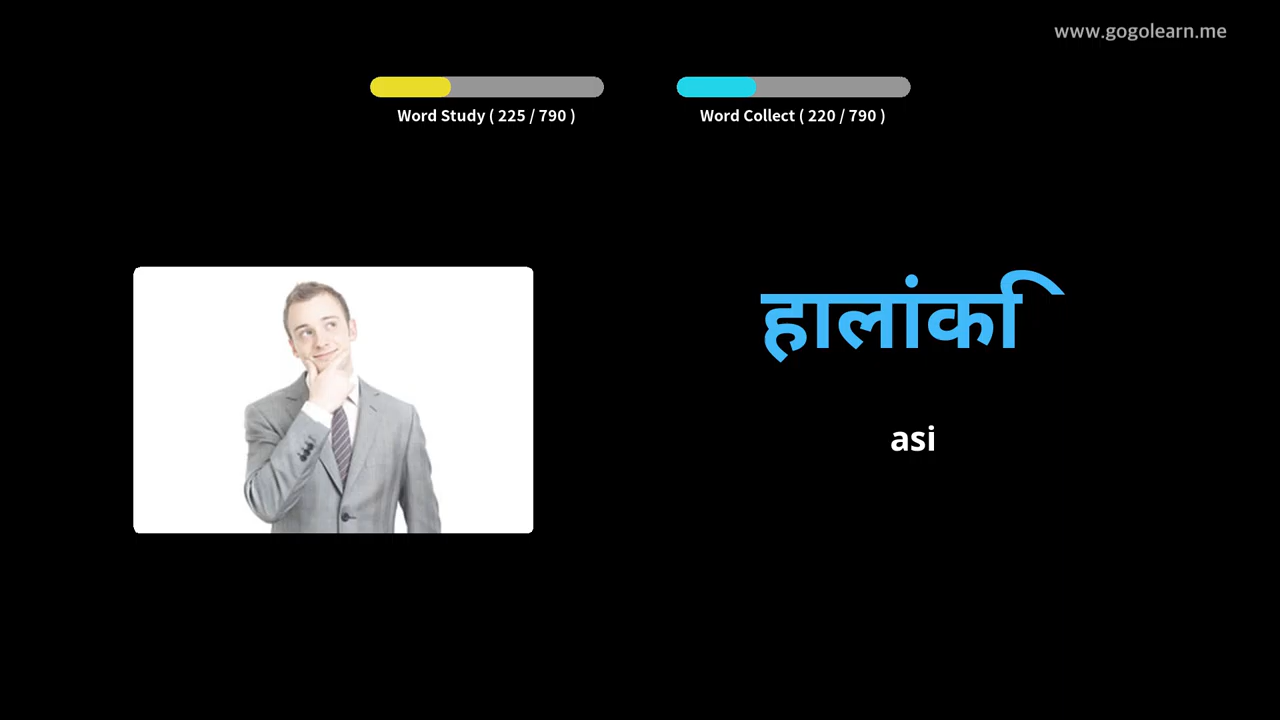 www.gogolearn.me
Word Study ( 225 / 790 )
Word Collect ( 220 / 790 )
हालांकि
asi